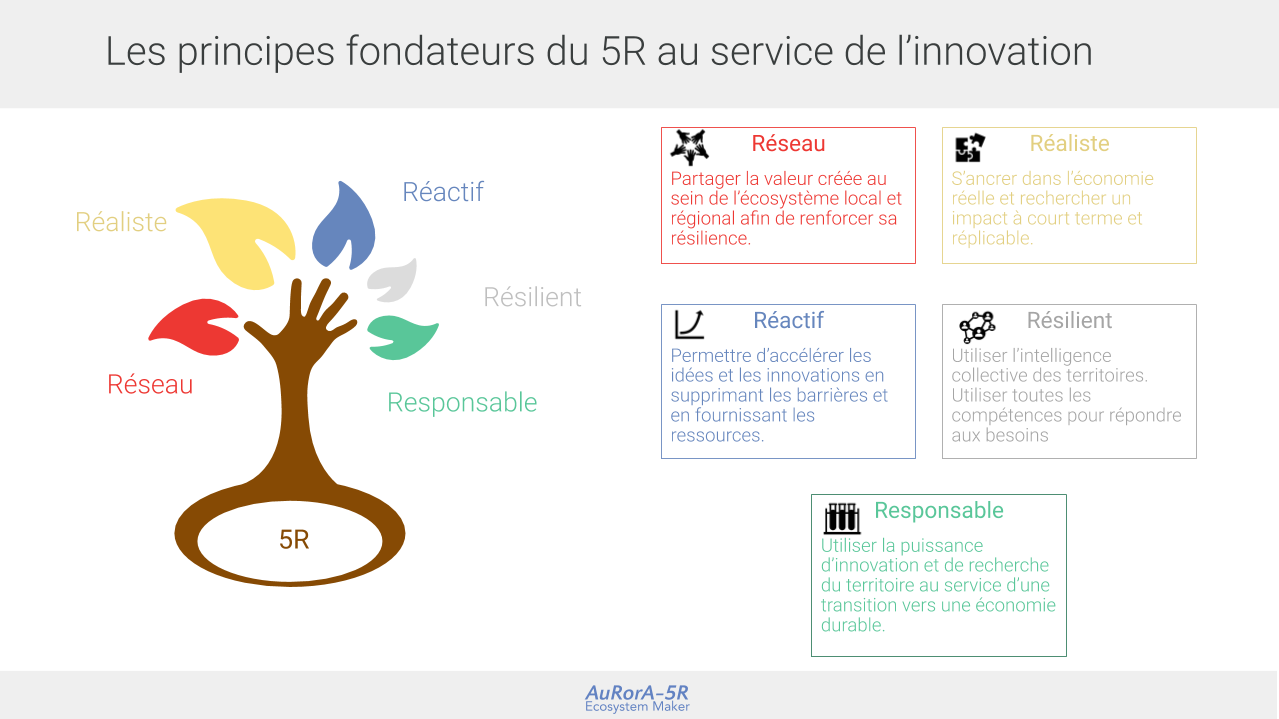 Les principes fondateurs du 5R au service de l’innovation
Réactif
Réaliste
Résilient
Réseau
Responsable
5R
Réseau
Partager la valeur créée au
sein de l’écosystème local et
régional afin de renforcer sa
résilience.
Réaliste
S’ancrer dans l’économie
réelle et rechercher un
impact à court terme et
réplicable.
Réactif
Permettre d’accélérer les
idées et les innovations en
supprimant les barrières et
en fournissant les
ressources.
Résilient
Utiliser l’intelligence
collective des territoires.
Utiliser toutes les
compétences pour répondre
aux besoins
Responsable
Utiliser la puissance
d’innovation et de recherche
du territoire au service d’une
transition vers une économie
durable.
AuRorA-5R
Ecosystem Maker